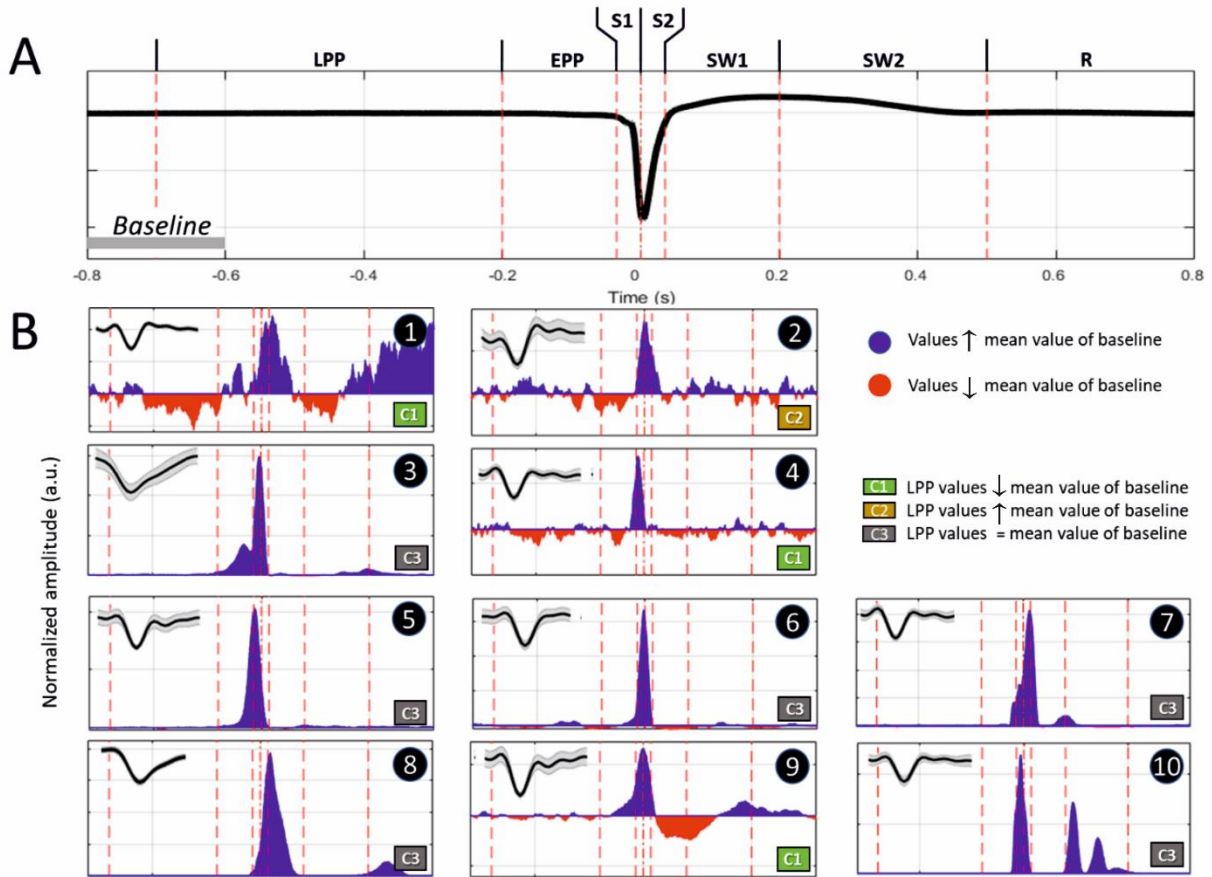 S1 S2
A
LPP EPP SW1 SW2 R
Baseline
-0.8 -0.6 -0.4 -0.2 0 0.2 0.4 0.6 0.8
Time (s)
B
Normalized amplitude (a.u.)
1
C1
2
C2
Values ↑ mean value of baseline
Values ↓ mean value of baseline
3
C3
4
C1
C1 LPP values ↓ mean value of baseline
C2 LPP values ↑ mean value of baseline
C3 LPP values = mean value of baseline
5
C3
6
C3
7
C3
8
C3
9
C1
10
C3